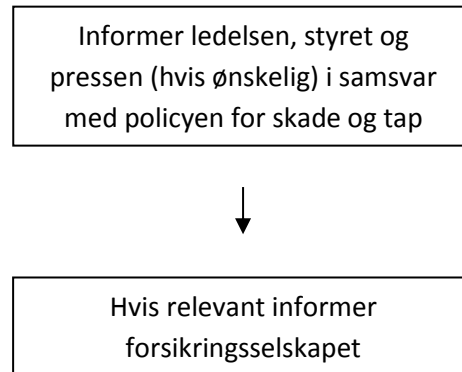 Informer ledelsen, styret og
pressen (hvis ønskelig) i samsvar
med policyen for skade og tap
Hvis relevant informer
forsikringsselskapet